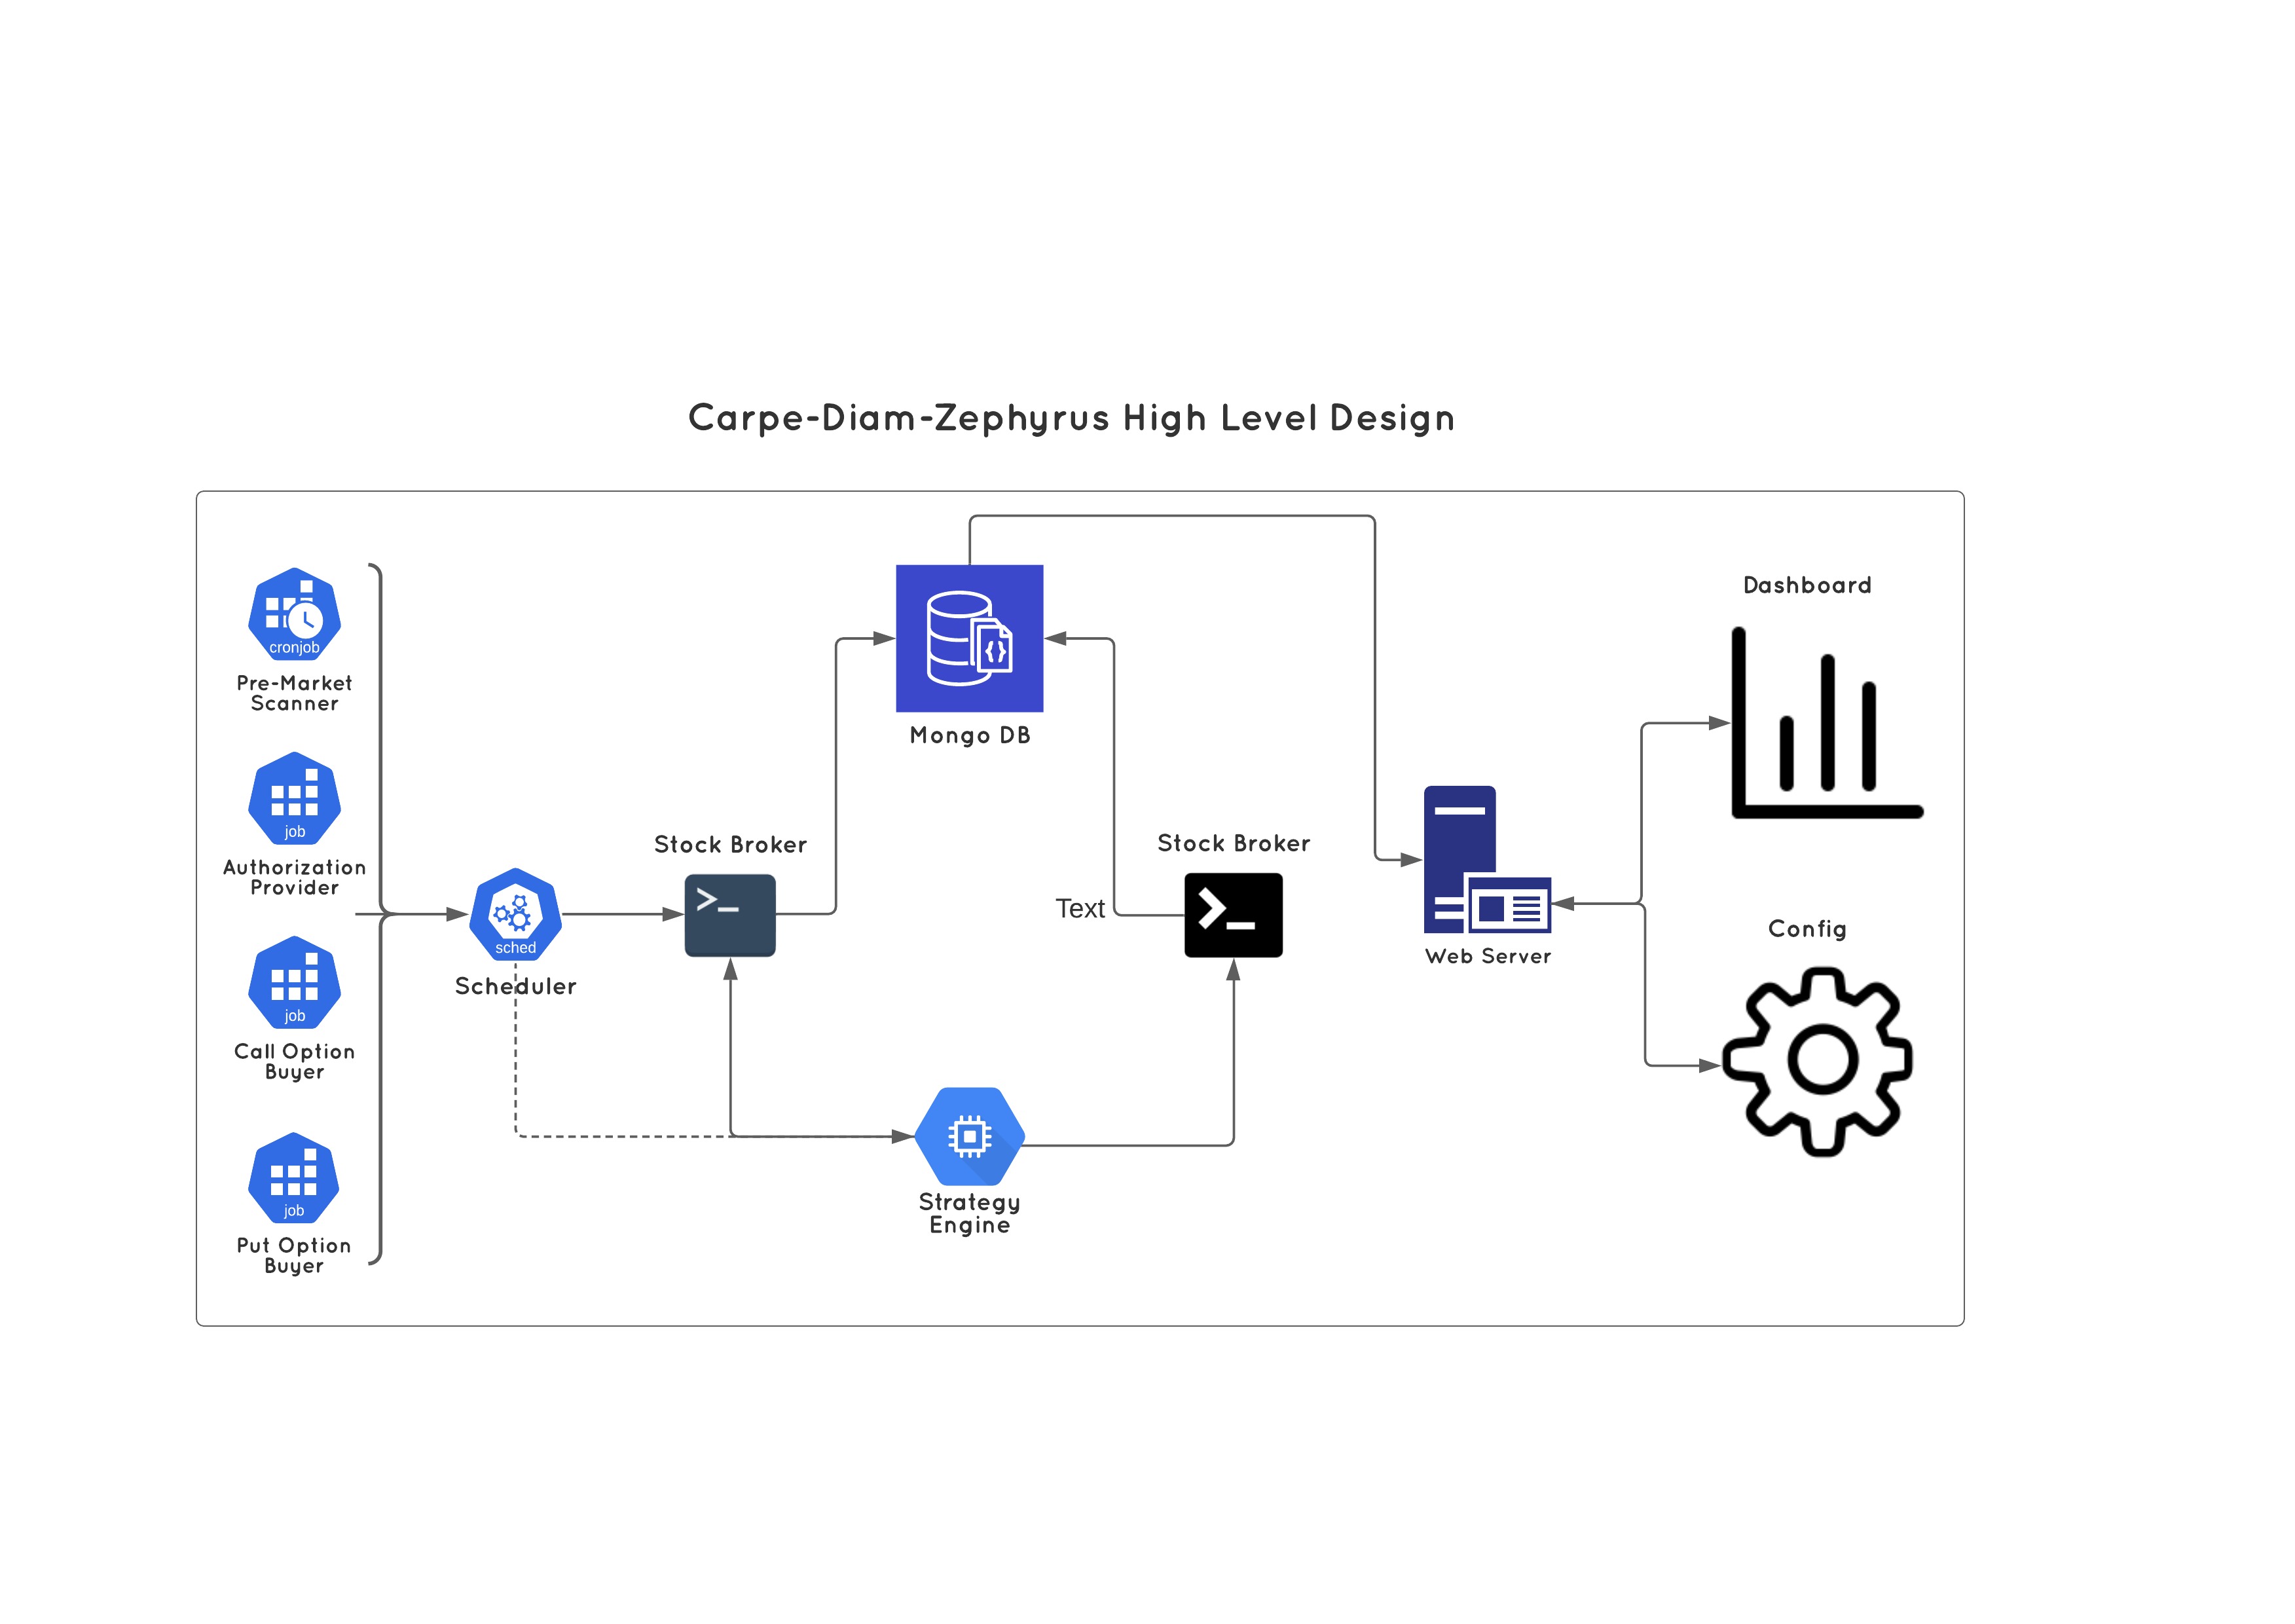 Carpe-Diam-Zephyrus High Level Design
cronjob
Pre-Market
Scanner
job
Authorization
Provider
job
Call Option
Buyer
job
Put Option
Buyer
sched
Scheduler
Stock Broker
>_
Mongo DB
{}
Text
Stock Broker
>_
Strategy
Engine
Web Server
Dashboard
Config